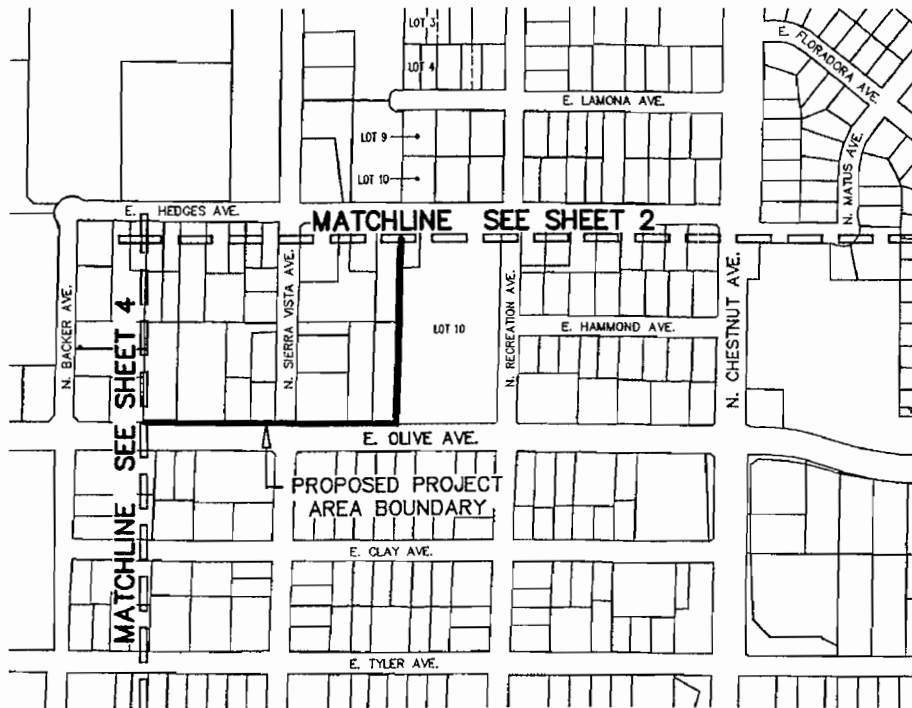 LOT 3
LOT 4
E. FLORADORA AVE.
E. LAMONA AVE.
LOT 9
LOT 10
N. MATUS AVE.
E. HEDGES AVE.
MATCHLINE SEE SHEET 2
N. BACKER AVE.
MATCHLINE SEE SHEET 4
N. SIERRA VISTA AVE.
LOT 10
N. RECREATION AVE.
E. HAMMOND AVE.
N. CHESTNUT AVE.
E. OLIVE AVE.
PROPOSED PROJECT
AREA BOUNDARY
E. CLAY AVE.
E. TYLER AVE.